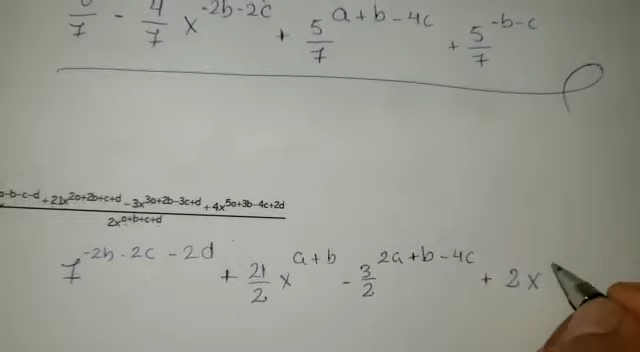 /7 - 4/7 x^-2b-2c + 5/7^a+b-4c + 5/7^-b-c
a-b-c-d + 21x^2a+2b+c+d - 3x^3a+2b-3c+d + 4x^5a+3b-4c+2d
2x^a+b+c+d
7^-2b-2c-2d + 21/2 x^a+b - 3/2^2a+b-4c + 2x